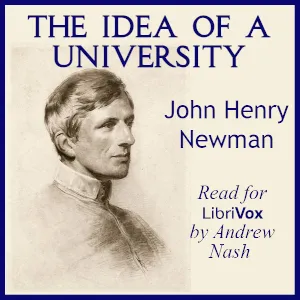 THE IDEA OF A
UNIVERSITY
John Henry
Newman
Read for
LibriVox
by Andrew
Nash